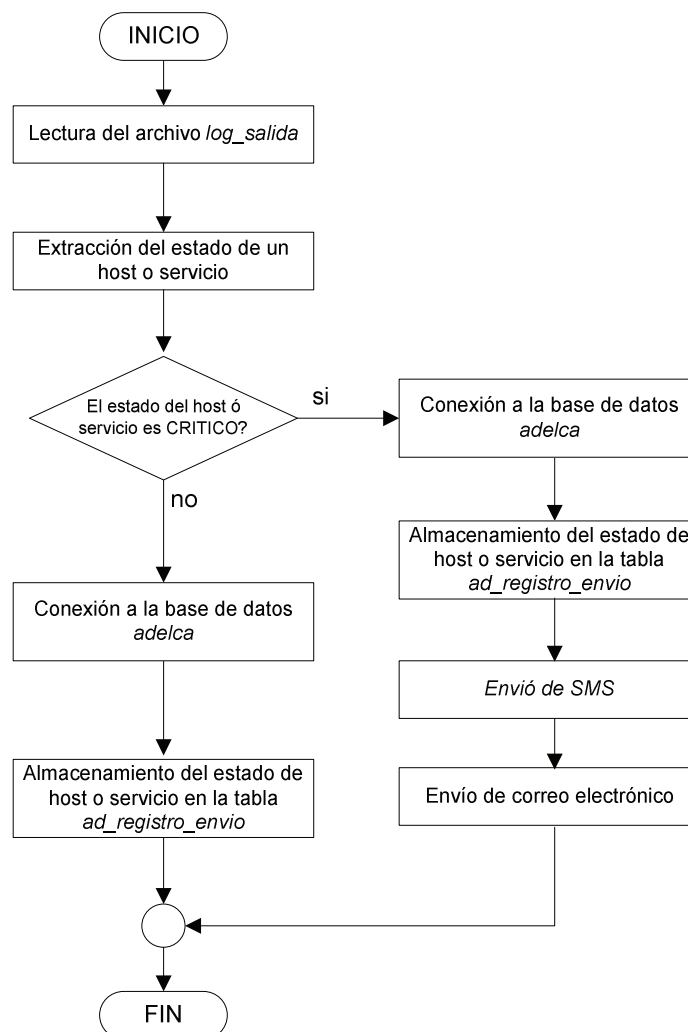 INICIO
Lectura del archivo log_salida
Extracción del estado de un
host o servicio
El estado del host ó
servicio es CRITICO?
si
no
Conexión a la base de datos
adelca
Almacenamiento del estado de
host o servicio en la tabla
ad_registro_envio
Envió de SMS
Envío de correo electrónico
Conexión a la base de datos
adelca
Almacenamiento del estado de
host o servicio en la tabla
ad_registro_envio
FIN